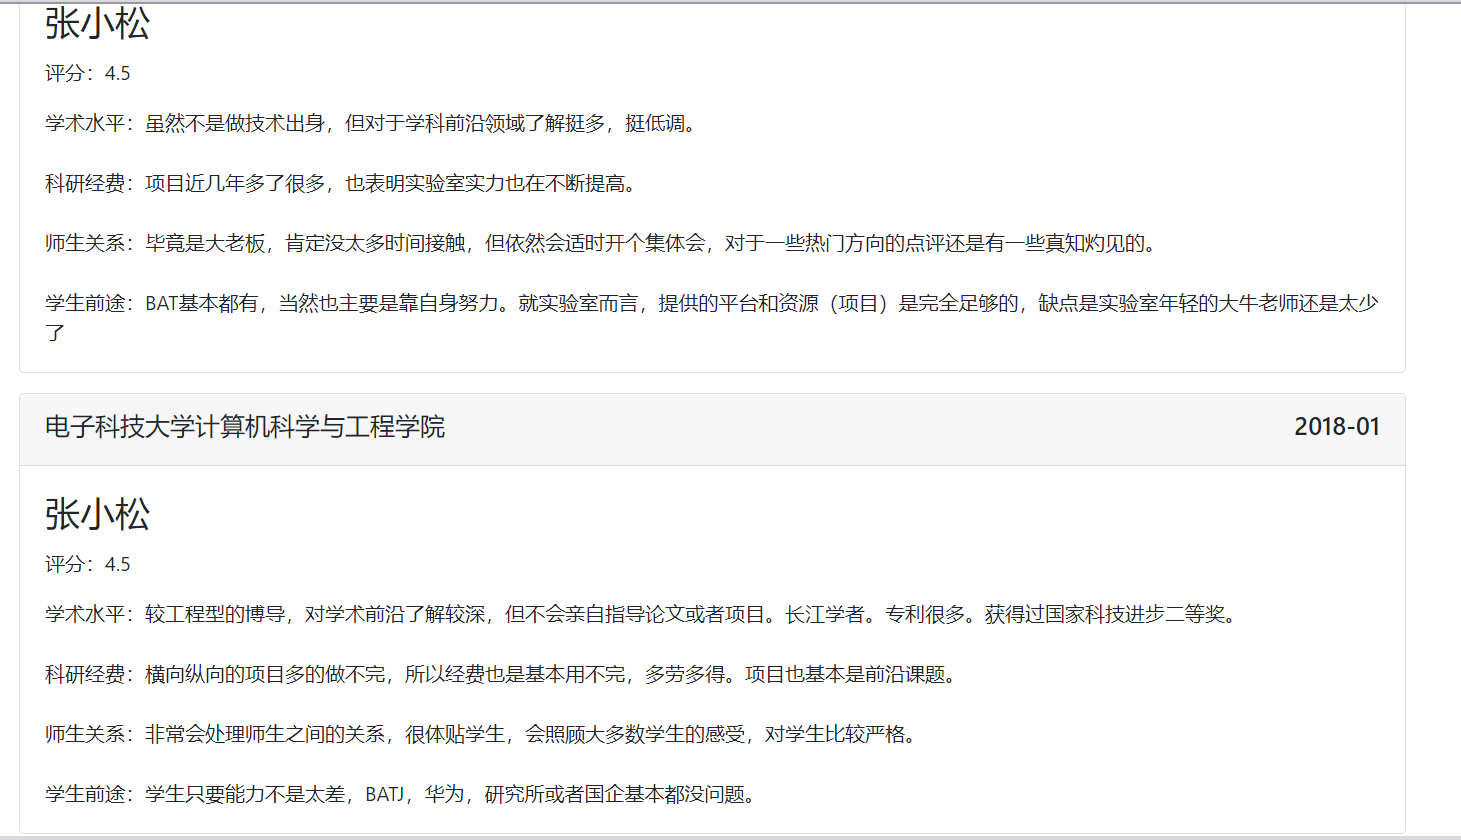 张小松
评分：4.5
学术水平：虽然不是做技术出身，但对于学科前沿领域了解挺多，挺低调。
科研经费：项目近几年多了很多，也表明实验室实力也在不断提高。
师生关系：毕竟是大老板，肯定没太多时间接触，但依然会适时开个集体会，对于一些热门方向的点评还是有一些真知灼见的。
学生前途：BAT基本都有，当然也主要是靠自身努力。就实验室而言，提供的平台和资源（项目）是完全足够的，缺点是实验室年轻的大牛老师还是太少
了
电子科技大学计算机科学与工程学院 2018-01
张小松
评分：4.5
学术水平：较工程型的博导，对学术前沿了解较深，但不会亲自指导论文或者项目。长江学者。专利很多。获得过国家科技进步二等奖。
科研经费：横向纵向的项目多的做不完，所以经费也是基本用不完，多劳多得。项目也基本是前沿课题。
师生关系：非常会处理师生之间的关系，很体贴学生，会照顾大多数学生的感受，对学生比较严格。
学生前途：学生只要能力不是太差，BATJ，华为，研究所或者国企基本都没问题。